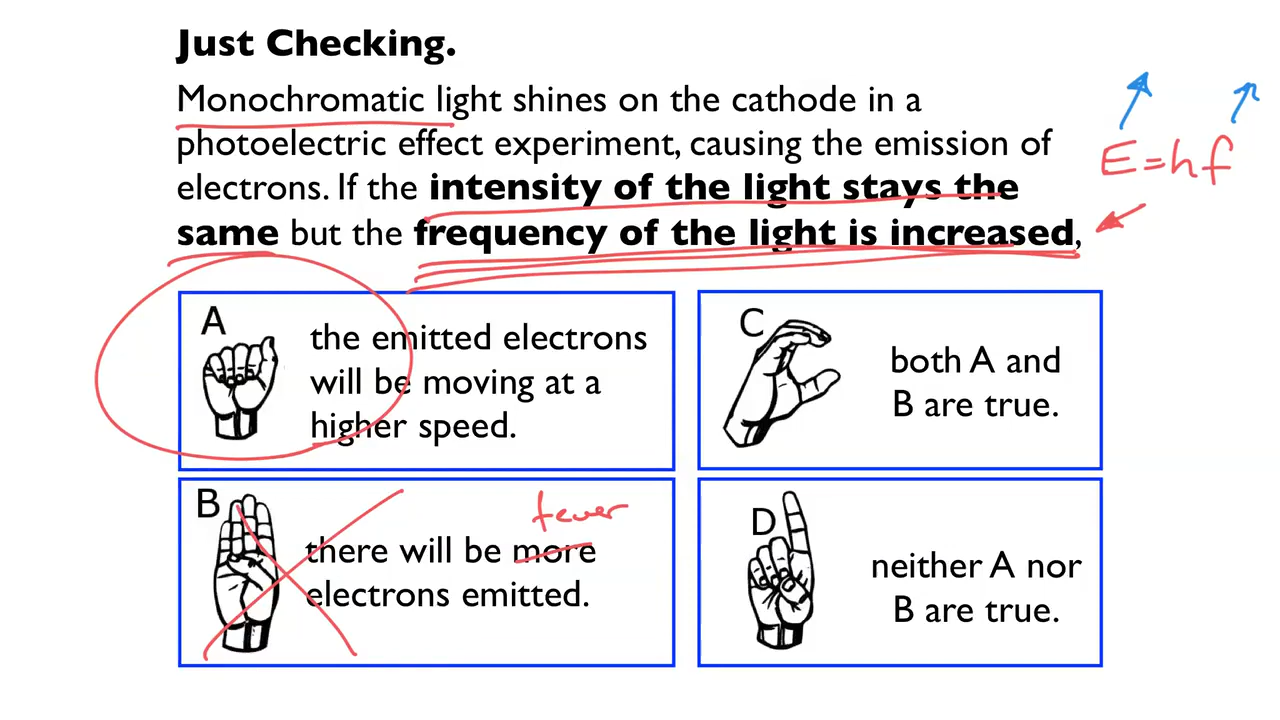 Just Checking.
Monochromatic light shines on the cathode in a
photoelectric effect experiment, causing the emission of
electrons. If the intensity of the light stays the
same but the frequency of the light is increased,
E=hf
A
the emitted electrons
will be moving at a
higher speed.
C
both A and
B are true.
B
fewer
there will be more
electrons emitted.
D
neither A nor
B are true.